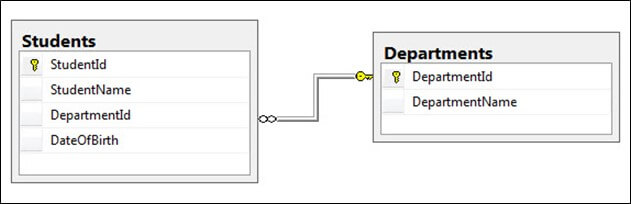 Students
StudentId
StudentName
DepartmentId
DateOfBirth
Departments
DepartmentId
DepartmentName